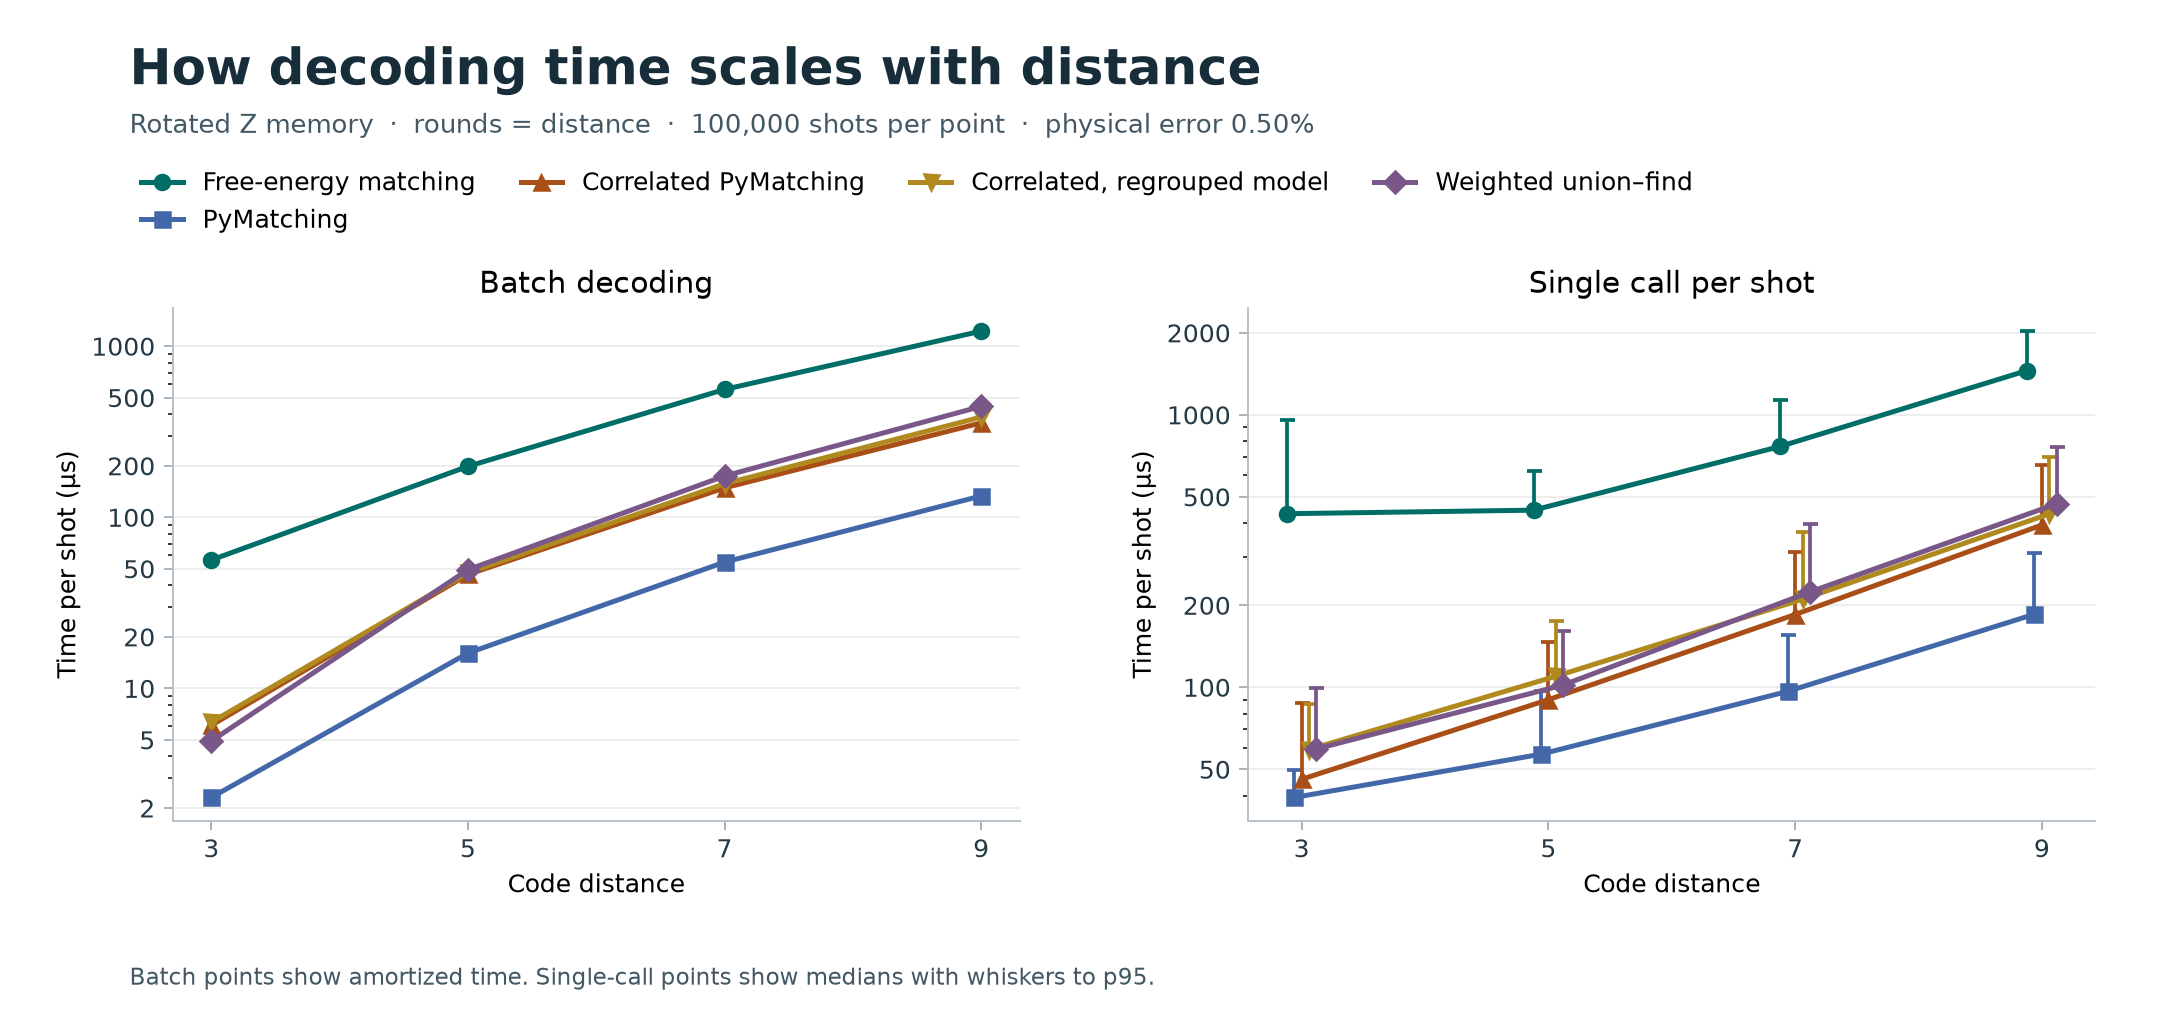 How decoding time scales with distance
Rotated Z memory · rounds = distance · 100,000 shots per point · physical error 0.50%
Free-energy matching
Correlated PyMatching
Correlated, regrouped model
Weighted union–find
PyMatching
Batch decoding
Time per shot (µs)
1000
500
200
100
50
20
10
5
2
3 5 7 9
Code distance
Single call per shot
Time per shot (µs)
2000
1000
500
200
100
50
3 5 7 9
Code distance
Batch points show amortized time. Single-call points show medians with whiskers to p95.